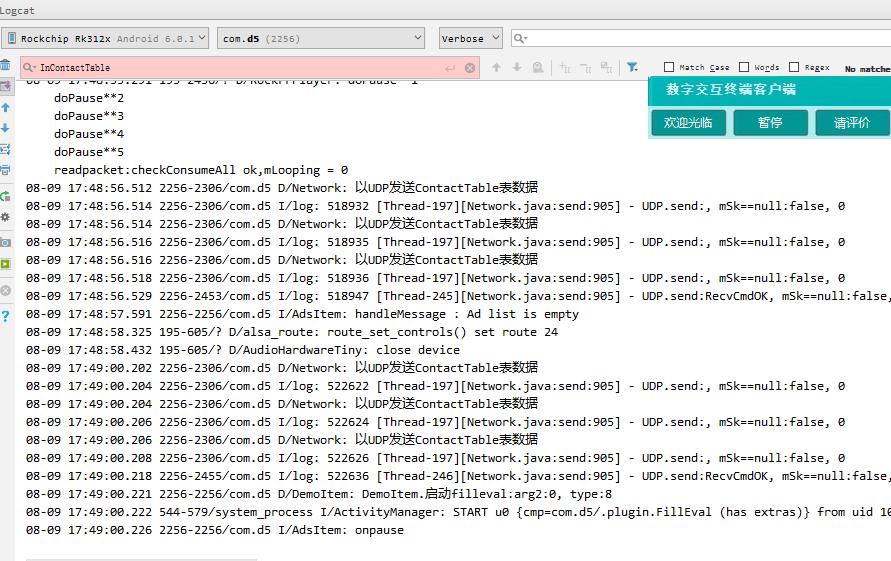 Logcat
Rockchip Rk312x Android 6.0.1
com.d5 (2256)
Verbose
InContactTable
Match Case
Words
Regex
No matches
数字交互终端客户端
欢迎光临
暂停
请评价
doPause**2
doPause**3
doPause**4
doPause**5
readpacket:checkConsumeAll ok,mLooping = 0
08-09 17:48:56.512 2256-2306/com.d5 D/Network: 以UDP发送ContactTable表数据
08-09 17:48:56.514 2256-2306/com.d5 I/log: 518932 [Thread-197][Network.java:send:905] - UDP.send:, mSk==null:false, 0
08-09 17:48:56.514 2256-2306/com.d5 D/Network: 以UDP发送ContactTable表数据
08-09 17:48:56.516 2256-2306/com.d5 I/log: 518935 [Thread-197][Network.java:send:905] - UDP.send:, mSk==null:false, 0
08-09 17:48:56.516 2256-2306/com.d5 D/Network: 以UDP发送ContactTable表数据
08-09 17:48:56.518 2256-2306/com.d5 I/log: 518936 [Thread-197][Network.java:send:905] - UDP.send:, mSk==null:false, 0
08-09 17:48:56.529 2256-2453/com.d5 I/log: 518947 [Thread-245][Network.java:send:905] - UDP.send:RecvCmdOK, mSk==null:false,
08-09 17:48:57.591 2256-2256/com.d5 I/AdsItem: handleMessage : Ad list is empty
08-09 17:48:58.325 195-605/? D/alsa_route: route_set_controls() set route 24
08-09 17:48:58.432 195-605/? D/AudioHardwareTiny: close device
08-09 17:49:00.202 2256-2306/com.d5 D/Network: 以UDP发送ContactTable表数据
08-09 17:49:00.204 2256-2306/com.d5 I/log: 522622 [Thread-197][Network.java:send:905] - UDP.send:, mSk==null:false, 0
08-09 17:49:00.204 2256-2306/com.d5 D/Network: 以UDP发送ContactTable表数据
08-09 17:49:00.206 2256-2306/com.d5 I/log: 522624 [Thread-197][Network.java:send:905] - UDP.send:, mSk==null:false, 0
08-09 17:49:00.206 2256-2306/com.d5 D/Network: 以UDP发送ContactTable表数据
08-09 17:49:00.208 2256-2306/com.d5 I/log: 522626 [Thread-197][Network.java:send:905] - UDP.send:, mSk==null:false, 0
08-09 17:49:00.218 2256-2455/com.d5 I/log: 522636 [Thread-246][Network.java:send:905] - UDP.send:RecvCmdOK, mSk==null:false,
08-09 17:49:00.221 2256-2256/com.d5 D/DemoItem: DemoItem.启动filleval:arg2:0, type:8
08-09 17:49:00.222 544-579/system_process I/ActivityManager: START u0 {cmp=com.d5/.plugin.FillEval (has extras)} from uid 10
08-09 17:49:00.226 2256-2256/com.d5 I/AdsItem: onpause